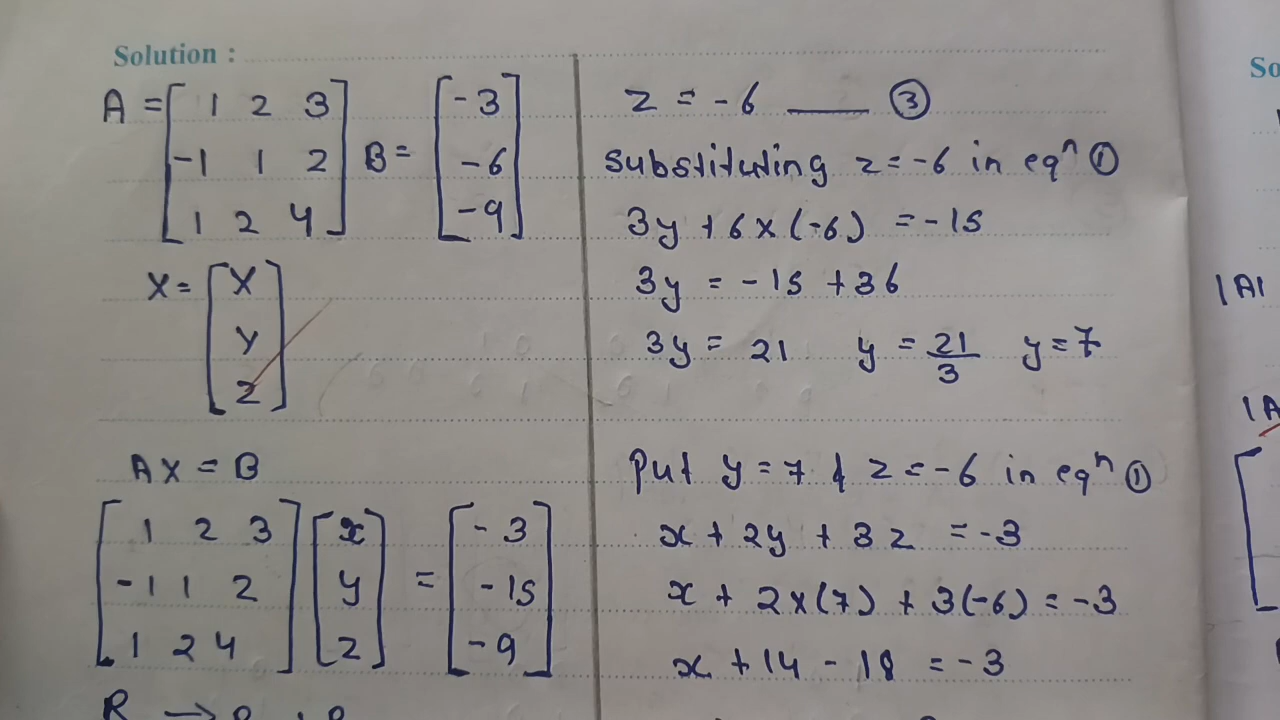 Solution :
A = [ 1 2 3 ] B = [ -3 ]
[ -1 1 2 ] [ -6 ]
[ 1 2 4 ] [ -9 ]
X = [ X ]
[ Y ]
[ Z ]
AX = B
[ 1 2 3 ] [ x ] = [ -3 ]
[ -1 1 2 ] [ y ] [ -15 ]
[ 1 2 4 ] [ z ] [ -9 ]
z = -6 —— ③
substituting z = -6 in eqⁿ ①
3y + 6 × (-6) = -15
3y = -15 + 36
3y = 21 y = 21/3 y = 7
Put y = 7 & z = -6 in eqⁿ ①
x + 2y + 3z = -3
x + 2×(7) + 3(-6) = -3
x + 14 - 18 = -3
So
|A|
|A